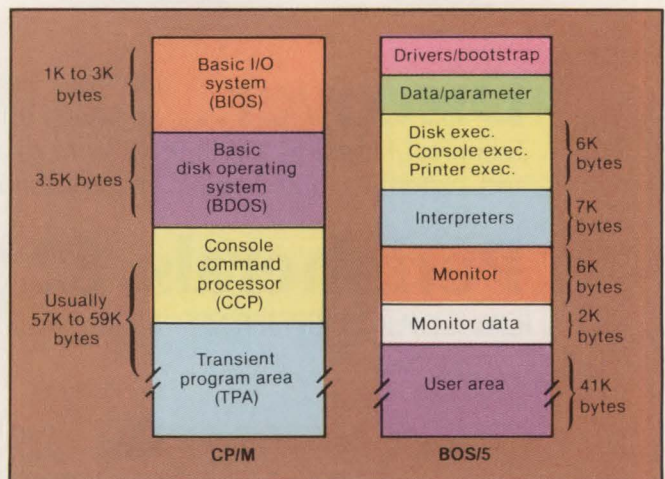 1K to 3K
bytes
3.5K bytes
Usually
57K to 59K
bytes
Basic I/O
system
(BIOS)
Basic
disk operating
system
(BDOS)
Console
command
processor
(CCP)
Transient
program area
(TPA)
CP/M
Drivers/bootstrap
Data/parameter
Disk exec.
Console exec.
Printer exec.
Interpreters
Monitor
Monitor data
User area
BOS/5
6K
bytes
7K
bytes
6K
bytes
2K
bytes
41K
bytes